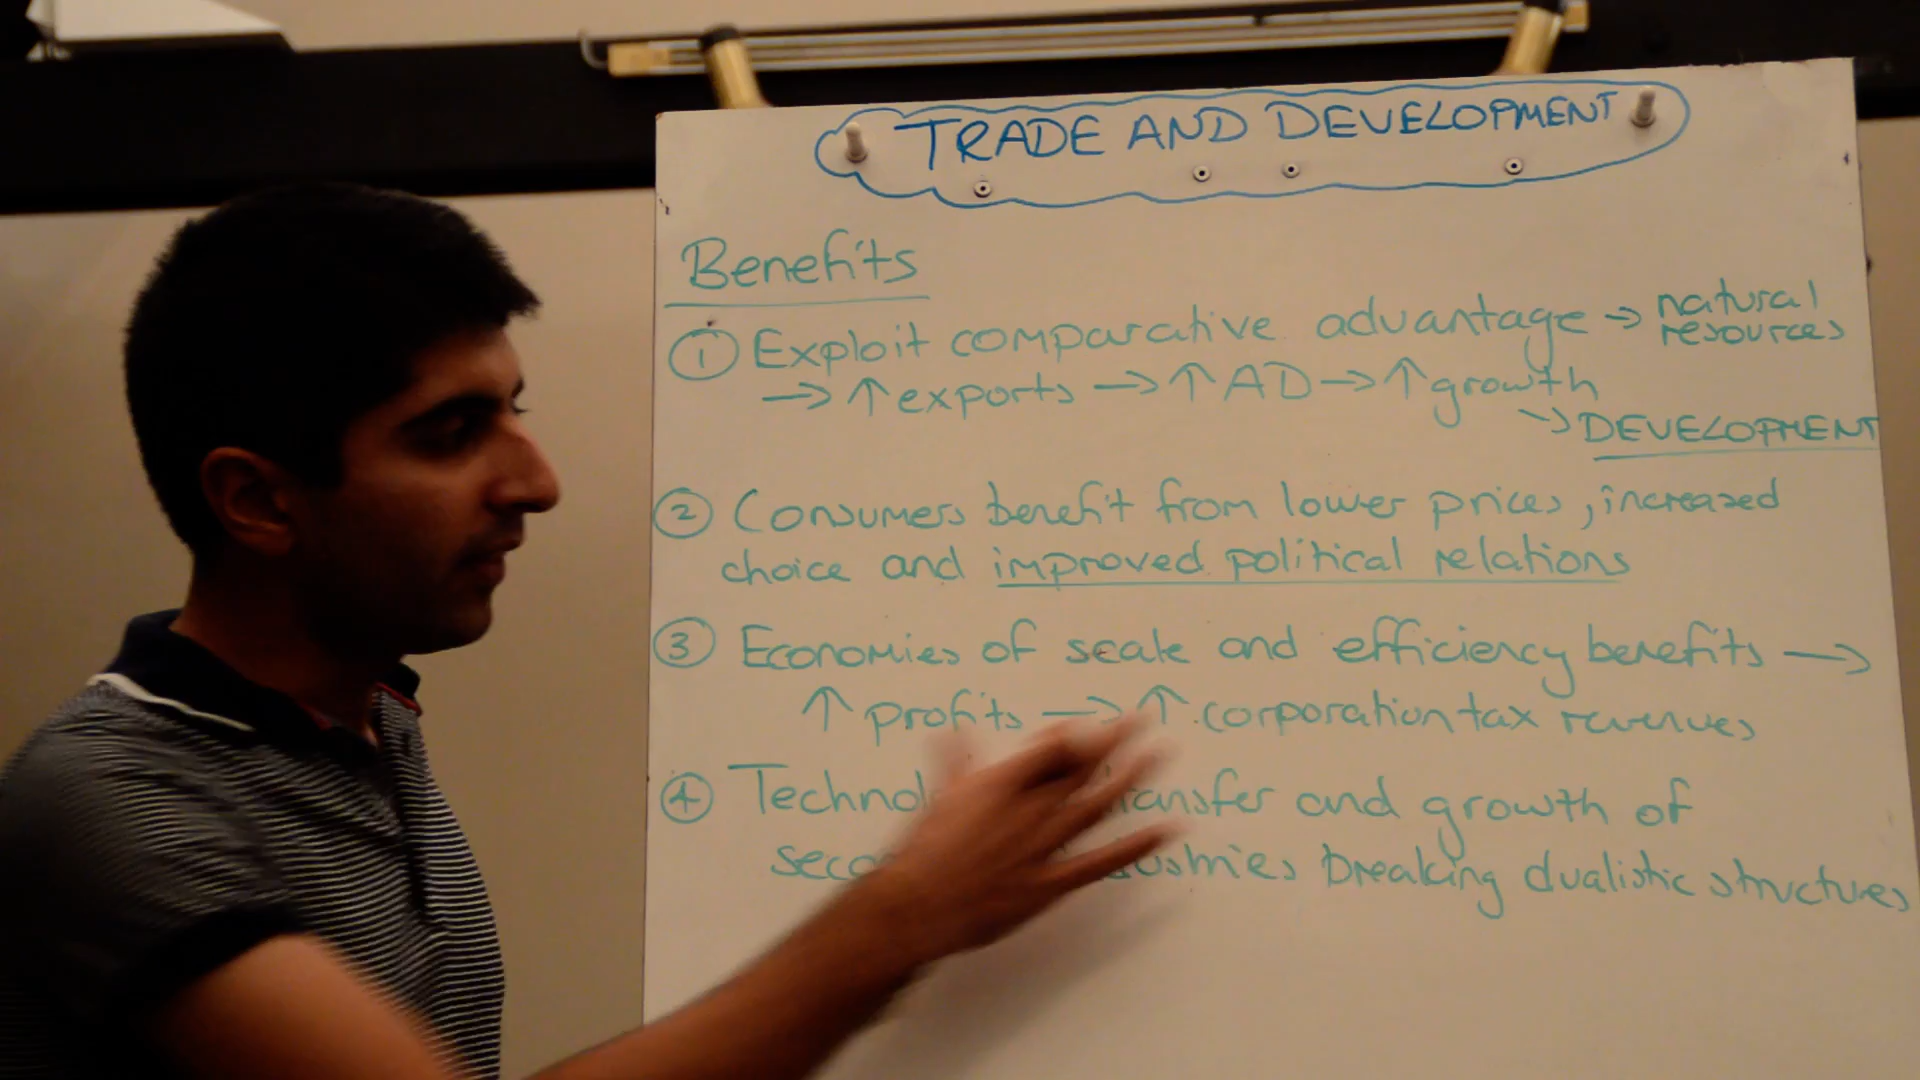 TRADE AND DEVELOPMENT
Benefits
① Exploit comparative advantage → natural resources
→ ↑ exports → ↑ AD → ↑ growth
→ DEVELOPMENT
② Consumers benefit from lower prices, increased
choice and improved political relations
③ Economies of scale and efficiency benefits →
↑ profits → ↑ corporation tax revenues
④ transfer and growth of
breaking dualistic structures